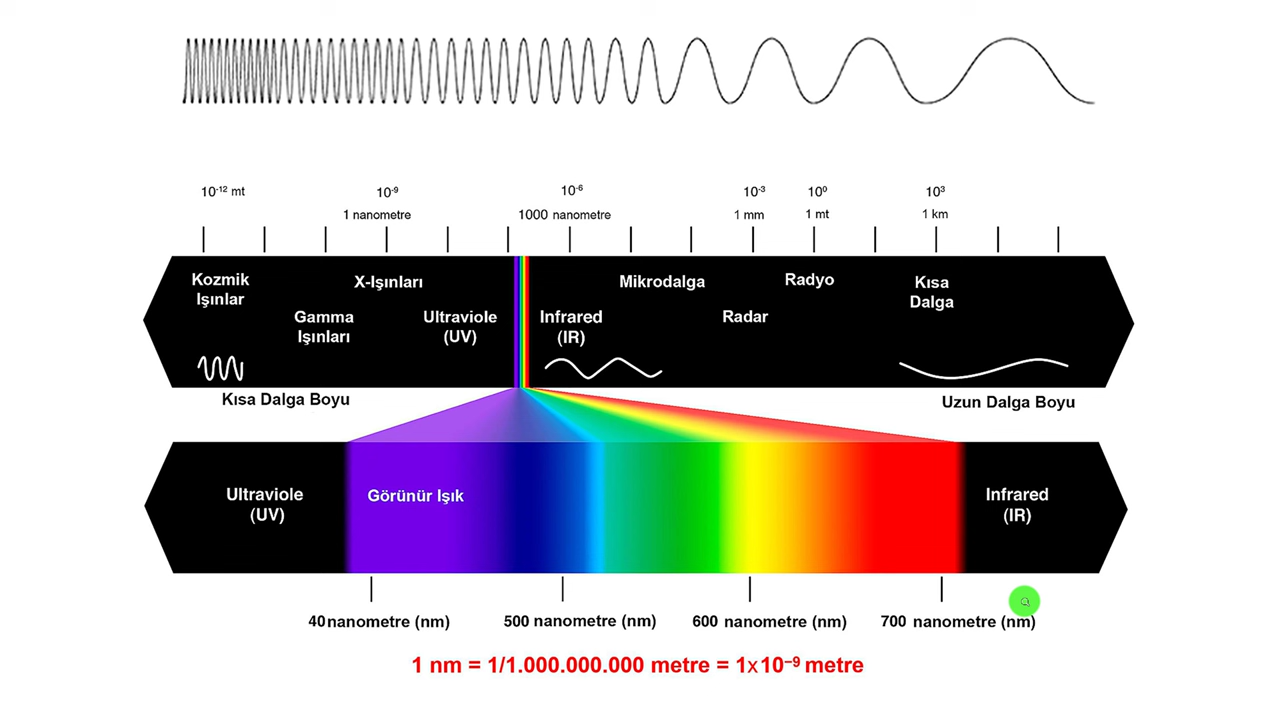 10⁻¹² mt
10⁻⁹
10⁻⁶
10⁻³
10⁰
10³
1 nanometre
1000 nanometre
1 mm
1 mt
1 km
Kozmik
Işınlar
X-Işınları
Mikrodalga
Radyo
Kısa
Dalga
Gamma
Işınları
Ultraviole
(UV)
Infrared
(IR)
Radar
Kısa Dalga Boyu
Uzun Dalga Boyu
Ultraviole
(UV)
Görünür Işık
Infrared
(IR)
40 nanometre (nm)
500 nanometre (nm)
600 nanometre (nm)
700 nanometre (nm)
1 nm = 1/1.000.000.000 metre = 1x10⁻⁹ metre